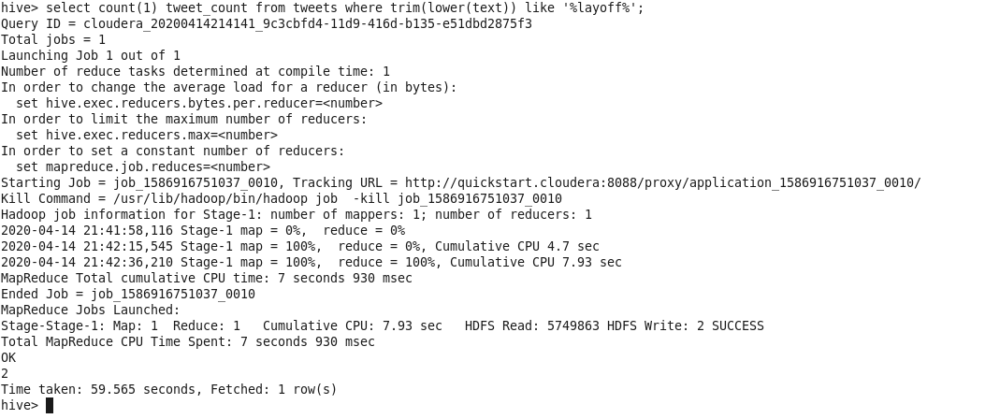 hive> select count(1) tweet_count from tweets where trim(lower(text)) like '%layoff%';
Query ID = cloudera_20200414214141_9c3cbfd4-11d9-416d-b135-e51dbd2875f3
Total jobs = 1
Launching Job 1 out of 1
Number of reduce tasks determined at compile time: 1
In order to change the average load for a reducer (in bytes):
  set hive.exec.reducers.bytes.per.reducer=<number>
In order to limit the maximum number of reducers:
  set hive.exec.reducers.max=<number>
In order to set a constant number of reducers:
  set mapreduce.job.reduces=<number>
Starting Job = job_1586916751037_0010, Tracking URL = http://quickstart.cloudera:8088/proxy/application_1586916751037_0010/
Kill Command = /usr/lib/hadoop/bin/hadoop job  -kill job_1586916751037_0010
Hadoop job information for Stage-1: number of mappers: 1; number of reducers: 1
2020-04-14 21:41:58,116 Stage-1 map = 0%,  reduce = 0%
2020-04-14 21:42:15,545 Stage-1 map = 100%,  reduce = 0%, Cumulative CPU 4.7 sec
2020-04-14 21:42:36,210 Stage-1 map = 100%,  reduce = 100%, Cumulative CPU 7.93 sec
MapReduce Total cumulative CPU time: 7 seconds 930 msec
Ended Job = job_1586916751037_0010
MapReduce Jobs Launched:
Stage-Stage-1: Map: 1  Reduce: 1   Cumulative CPU: 7.93 sec   HDFS Read: 5749863 HDFS Write: 2 SUCCESS
Total MapReduce CPU Time Spent: 7 seconds 930 msec
OK
2
Time taken: 59.565 seconds, Fetched: 1 row(s)
hive>